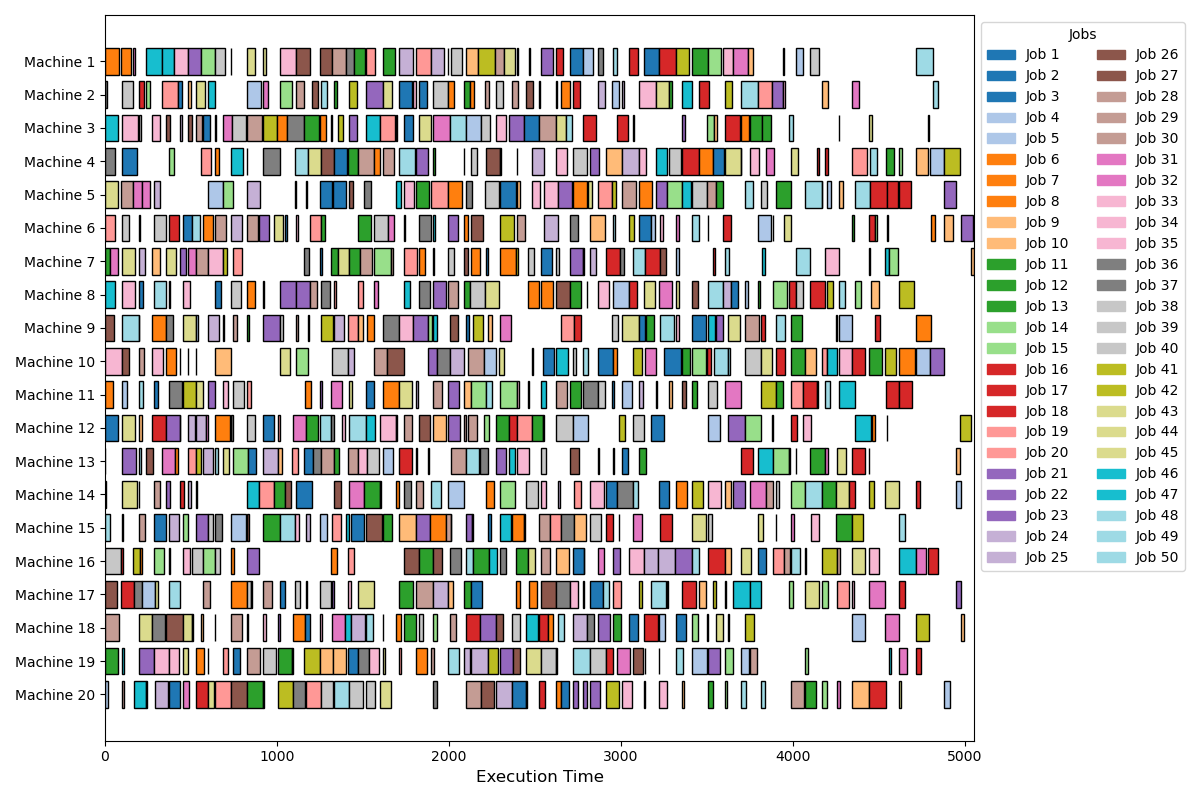 Machine 1
Machine 2
Machine 3
Machine 4
Machine 5
Machine 6
Machine 7
Machine 8
Machine 9
Machine 10
Machine 11
Machine 12
Machine 13
Machine 14
Machine 15
Machine 16
Machine 17
Machine 18
Machine 19
Machine 20
0 1000 2000 3000 4000 5000
Execution Time
Jobs
Job 1
Job 2
Job 3
Job 4
Job 5
Job 6
Job 7
Job 8
Job 9
Job 10
Job 11
Job 12
Job 13
Job 14
Job 15
Job 16
Job 17
Job 18
Job 19
Job 20
Job 21
Job 22
Job 23
Job 24
Job 25
Job 26
Job 27
Job 28
Job 29
Job 30
Job 31
Job 32
Job 33
Job 34
Job 35
Job 36
Job 37
Job 38
Job 39
Job 40
Job 41
Job 42
Job 43
Job 44
Job 45
Job 46
Job 47
Job 48
Job 49
Job 50